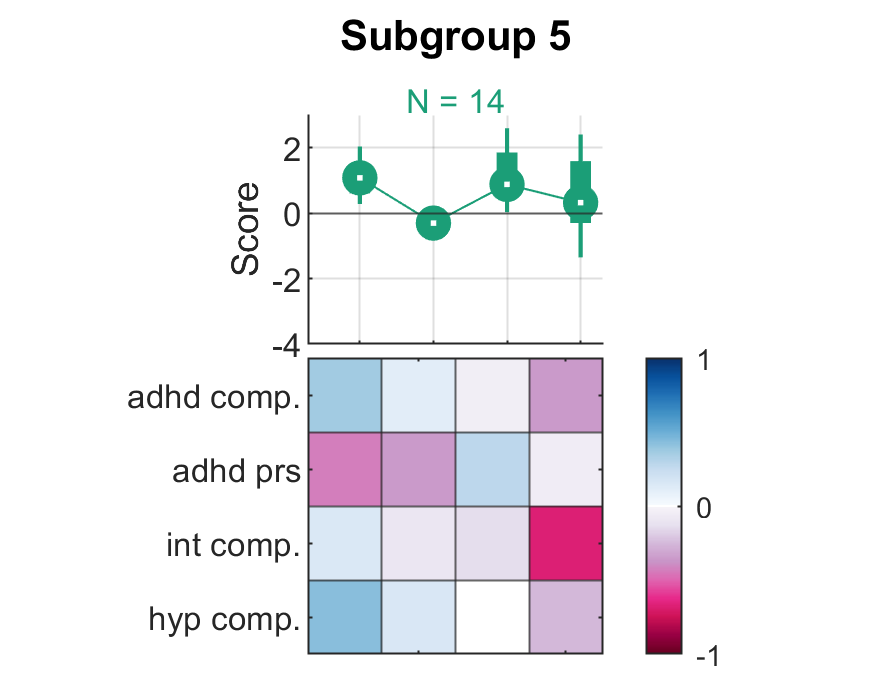 Subgroup 5
N = 14
Score
2
0
-2
-4
adhd comp.
adhd prs
int comp.
hyp comp.
1
0
-1